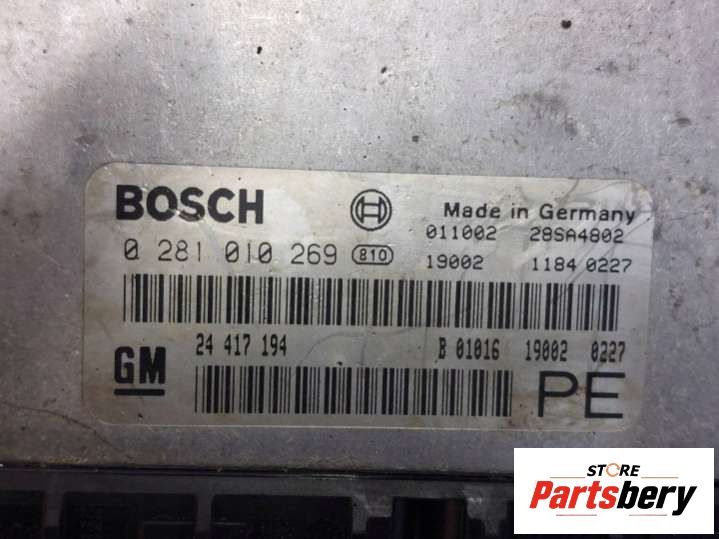 BOSCH Made in Germany
011002 28SA4802
0 281 010 269 810 19002 1184 0227
24 417 194 B 01016 19002 0227
GM PE
STORE
Partsbery